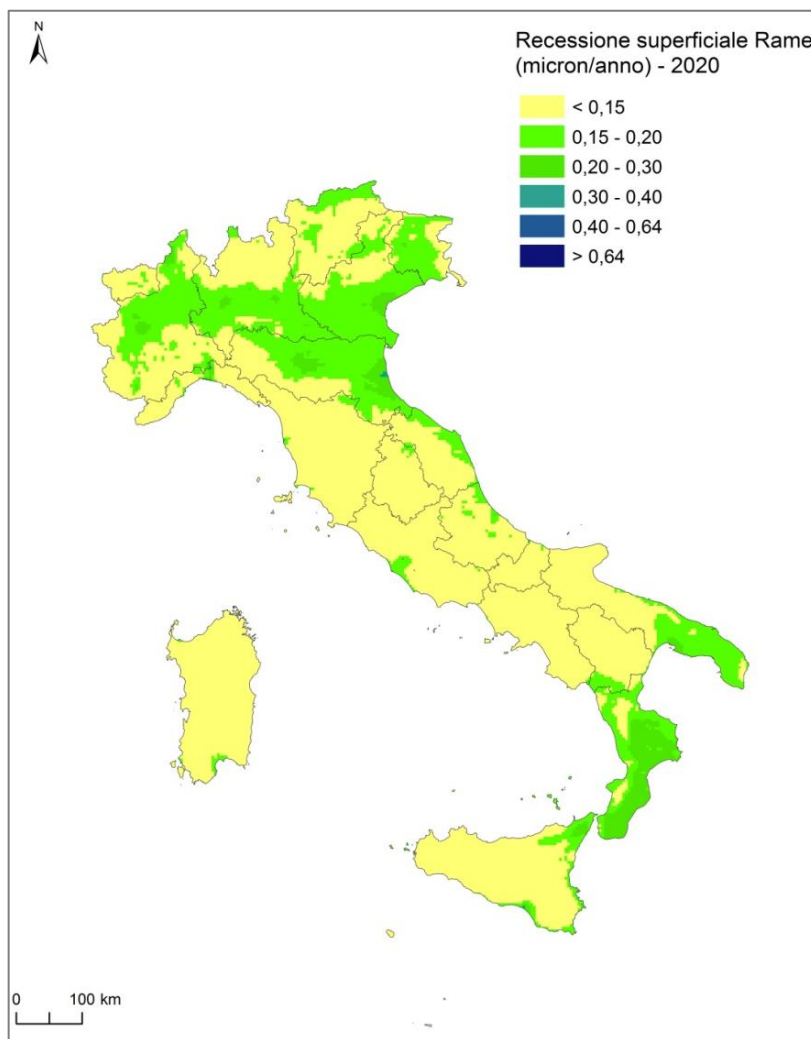 N
Recessione superficiale Rame
(micron/anno) - 2020
< 0,15
0,15 - 0,20
0,20 - 0,30
0,30 - 0,40
0,40 - 0,64
> 0,64
0 100 km